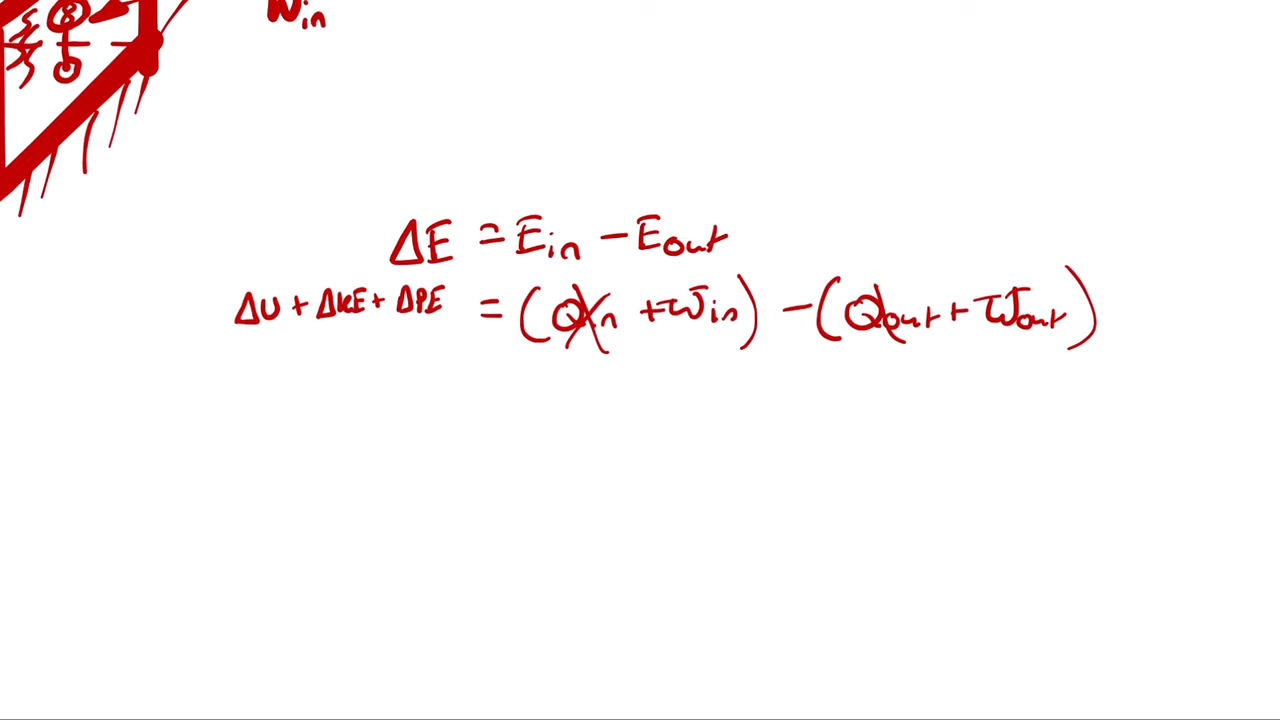 Win
ΔE = Ein - Eout
ΔU + ΔKE + ΔPE = (Qin + Win) - (Qout + Wout)